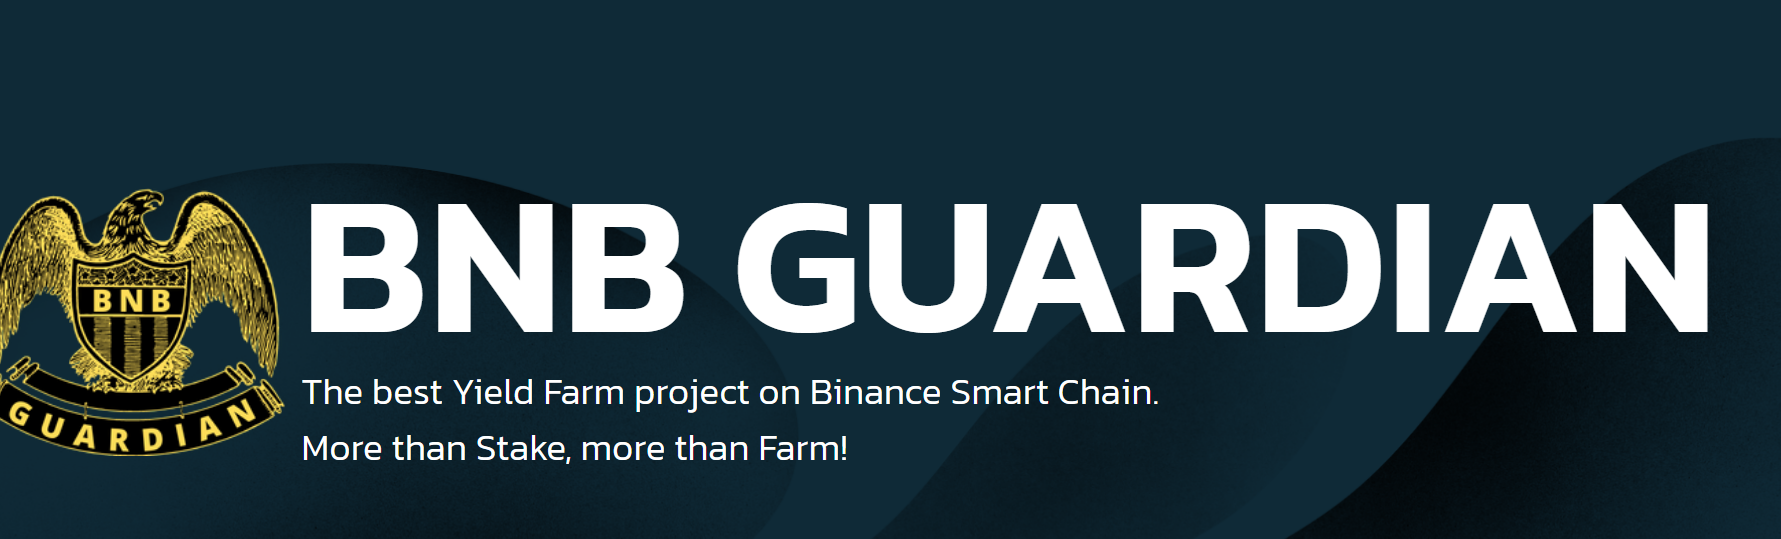 BNB
GUARDIAN
BNB GUARDIAN
The best Yield Farm project on Binance Smart Chain.
More than Stake, more than Farm!